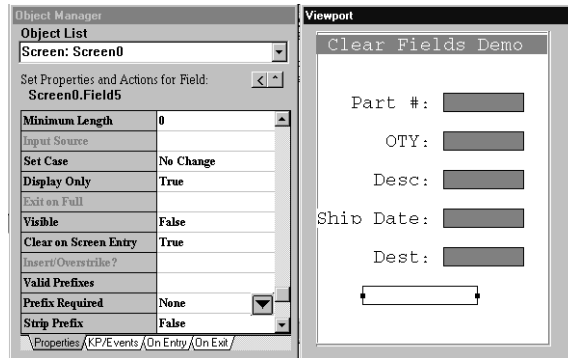 Object Manager
Object List
Screen: Screen0
Set Properties and Actions for Field:
Screen0.Field5
Minimum Length 0
Input Source
Set Case No Change
Display Only True
Exit on Full
Visible False
Clear on Screen Entry True
Insert/Overstrike?
Valid Prefixes
Prefix Required None
Strip Prefix False
Properties KP/Events On Entry On Exit
Viewport
Clear Fields Demo
Part #:
QTY:
Desc:
Ship Date:
Dest: